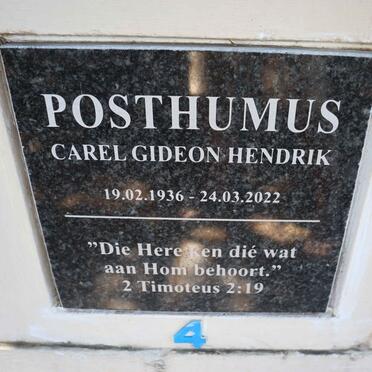 POSTHUMUS
CAREL GIDEON HENDRIK
19.02.1936 - 24.03.2022
”Die Here ken dié wat
aan Hom behoort.”
2 Timoteus 2:19
4